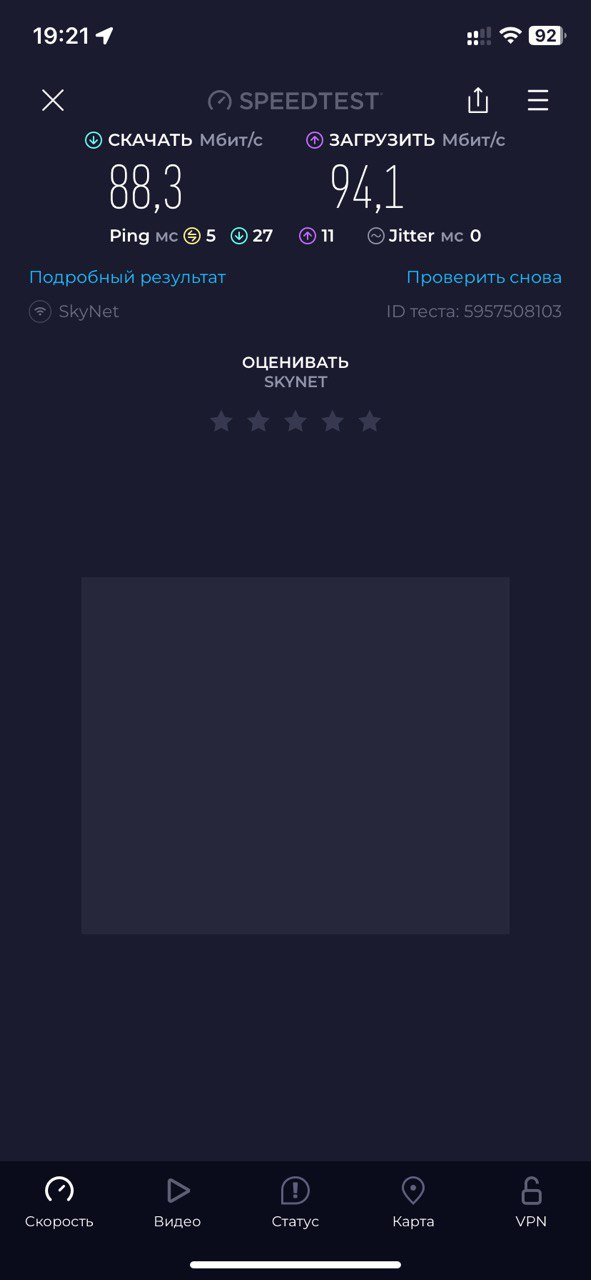 19:21 92
SPEEDTEST
СКАЧАТЬ Мбит/с ЗАГРУЗИТЬ Мбит/с
88,3 94,1
Ping мс 5 27 11 Jitter мс 0
Подробный результат Проверить снова
SkyNet ID теста: 5957508103
ОЦЕНИВАТЬ
SKYNET
Скорость Видео Статус Карта VPN